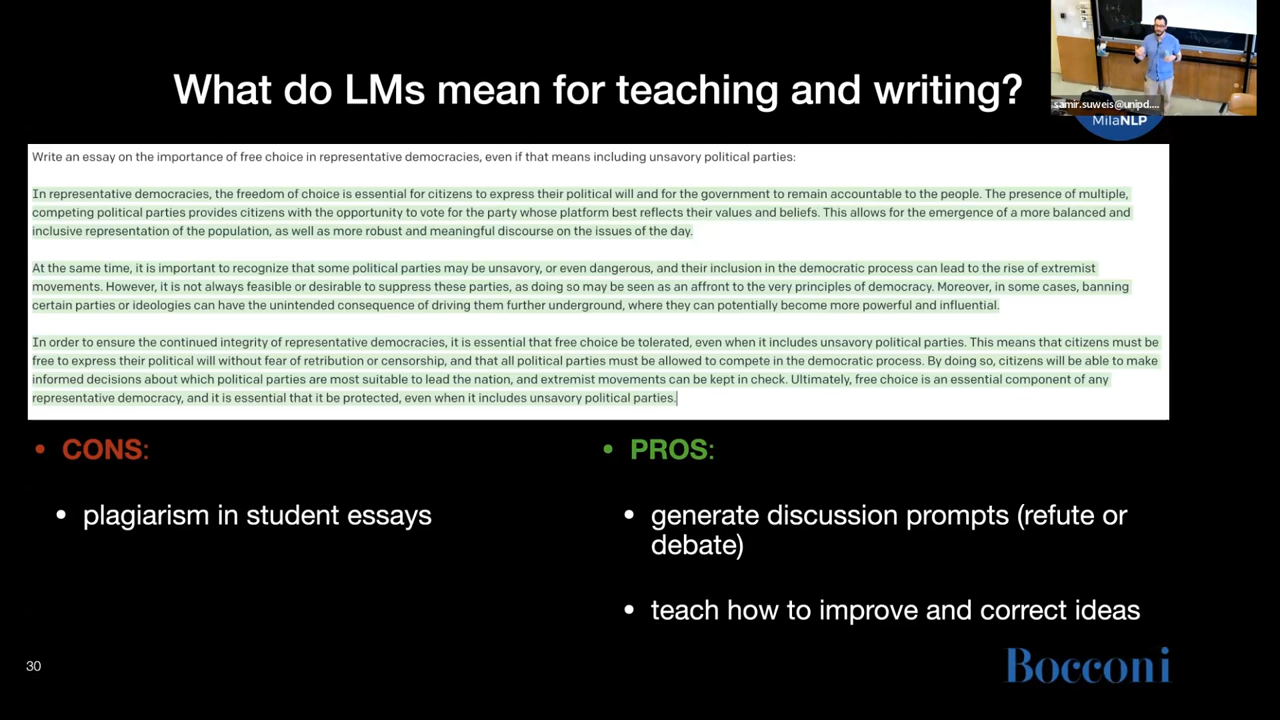 What do LMs mean for teaching and writing?
samir.suweis@unipd....
MilaNLP
Write an essay on the importance of free choice in representative democracies, even if that means including unsavory political parties:
In representative democracies, the freedom of choice is essential for citizens to express their political will and for the government to remain accountable to the people. The presence of multiple,
competing political parties provides citizens with the opportunity to vote for the party whose platform best reflects their values and beliefs. This allows for the emergence of a more balanced and
inclusive representation of the population, as well as more robust and meaningful discourse on the issues of the day.
At the same time, it is important to recognize that some political parties may be unsavory, or even dangerous, and their inclusion in the democratic process can lead to the rise of extremist
movements. However, it is not always feasible or desirable to suppress these parties, as doing so may be seen as an affront to the very principles of democracy. Moreover, in some cases, banning
certain parties or ideologies can have the unintended consequence of driving them further underground, where they can potentially become more powerful and influential.
In order to ensure the continued integrity of representative democracies, it is essential that free choice be tolerated, even when it includes unsavory political parties. This means that citizens must be
free to express their political will without fear of retribution or censorship, and that all political parties must be allowed to compete in the democratic process. By doing so, citizens will be able to make
informed decisions about which political parties are most suitable to lead the nation, and extremist movements can be kept in check. Ultimately, free choice is an essential component of any
representative democracy, and it is essential that it be protected, even when it includes unsavory political parties.
• CONS:
• plagiarism in student essays
• PROS:
• generate discussion prompts (refute or
debate)
• teach how to improve and correct ideas
30
Bocconi